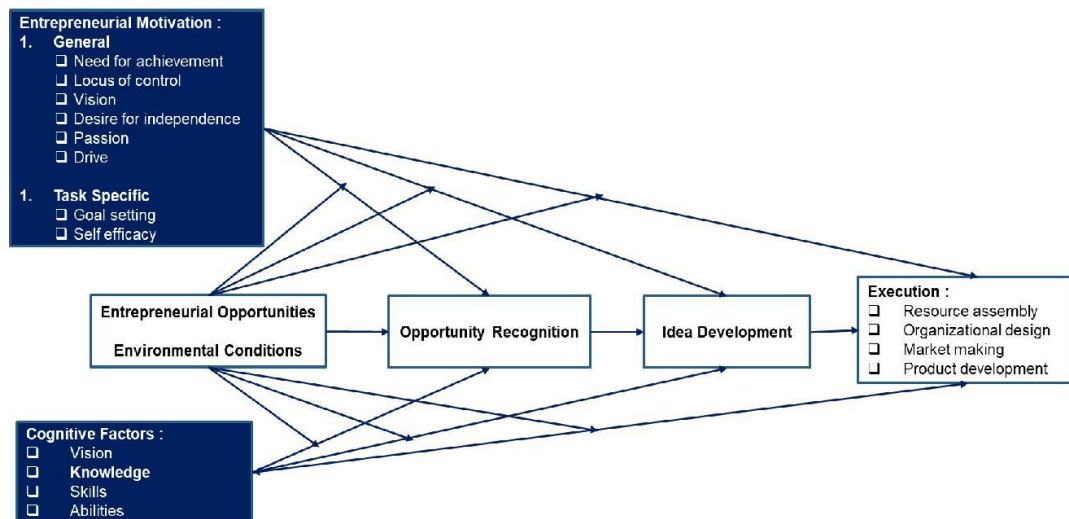 Entrepreneurial Motivation :
1. General
❑ Need for achievement
❑ Locus of control
❑ Vision
❑ Desire for independence
❑ Passion
❑ Drive
1. Task Specific
❑ Goal setting
❑ Self efficacy
Entrepreneurial Opportunities
Environmental Conditions
Opportunity Recognition
Idea Development
Execution :
❑ Resource assembly
❑ Organizational design
❑ Market making
❑ Product development
Cognitive Factors :
❑ Vision
❑ Knowledge
❑ Skills
❑ Abilities